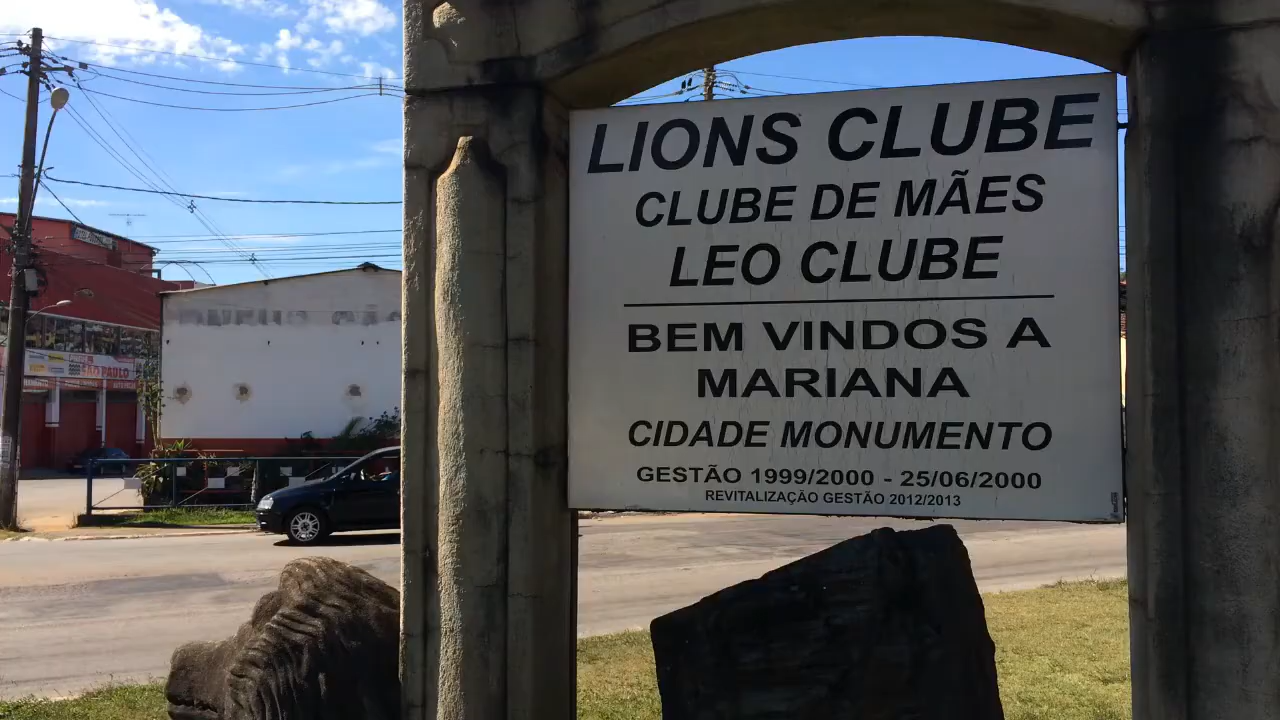 LIONS CLUBE
CLUBE DE MÃES
LEO CLUBE
BEM VINDOS A
MARIANA
CIDADE MONUMENTO
GESTÃO 1999/2000 - 25/06/2000
REVITALIZAÇÃO GESTÃO 2012/2013
SÃO PAULO